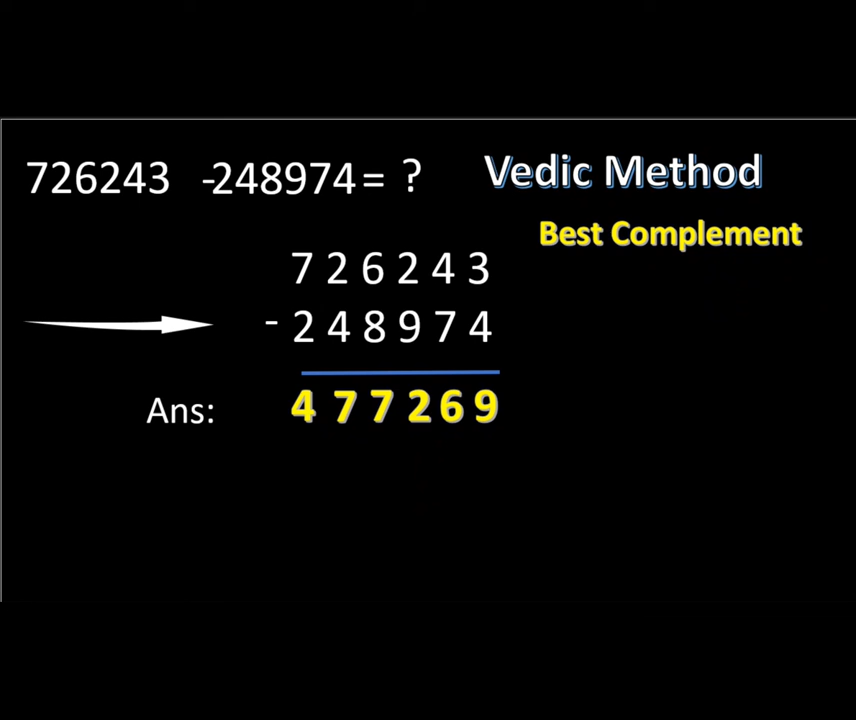 726243 -248974= ?
Vedic Method
Best Complement
7 2 6 2 4 3
- 2 4 8 9 7 4
Ans: 4 7 7 2 6 9